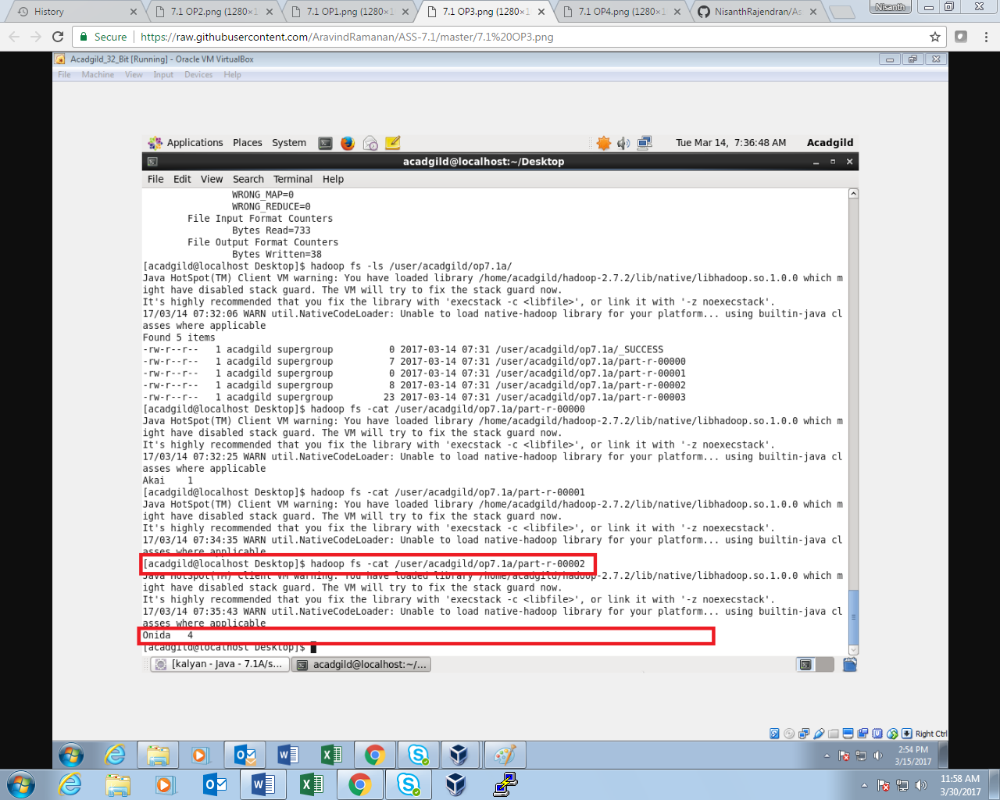 History
7.1 OP2.png (1280×1
7.1 OP1.png (1280×1
7.1 OP3.png (1280×1
7.1 OP4.png (1280×1
NisanthRajendran/As
Nisanth
Secure
https://raw.githubusercontent.com/AravindRamanan/ASS-7.1/master/7.1%20OP3.png
Acadgild_32_Bit [Running] - Oracle VM VirtualBox
File Machine View Input Devices Help
Applications Places System
Tue Mar 14, 7:36:48 AM
Acadgild
acadgild@localhost:~/Desktop
File Edit View Search Terminal Help
WRONG_MAP=0
WRONG_REDUCE=0
File Input Format Counters
Bytes Read=733
File Output Format Counters
Bytes Written=38
[acadgild@localhost Desktop]$ hadoop fs -ls /user/acadgild/op7.1a/
Java HotSpot(TM) Client VM warning: You have loaded library /home/acadgild/hadoop-2.7.2/lib/native/libhadoop.so.1.0.0 which m
ight have disabled stack guard. The VM will try to fix the stack guard now.
It's highly recommended that you fix the library with 'execstack -c <libfile>', or link it with '-z noexecstack'.
17/03/14 07:32:06 WARN util.NativeCodeLoader: Unable to load native-hadoop library for your platform... using builtin-java cl
asses where applicable
Found 5 items
-rw-r--r--   1 acadgild supergroup          0 2017-03-14 07:31 /user/acadgild/op7.1a/_SUCCESS
-rw-r--r--   1 acadgild supergroup          7 2017-03-14 07:31 /user/acadgild/op7.1a/part-r-00000
-rw-r--r--   1 acadgild supergroup          0 2017-03-14 07:31 /user/acadgild/op7.1a/part-r-00001
-rw-r--r--   1 acadgild supergroup          8 2017-03-14 07:31 /user/acadgild/op7.1a/part-r-00002
-rw-r--r--   1 acadgild supergroup         23 2017-03-14 07:31 /user/acadgild/op7.1a/part-r-00003
[acadgild@localhost Desktop]$ hadoop fs -cat /user/acadgild/op7.1a/part-r-00000
Java HotSpot(TM) Client VM warning: You have loaded library /home/acadgild/hadoop-2.7.2/lib/native/libhadoop.so.1.0.0 which m
ight have disabled stack guard. The VM will try to fix the stack guard now.
It's highly recommended that you fix the library with 'execstack -c <libfile>', or link it with '-z noexecstack'.
17/03/14 07:32:25 WARN util.NativeCodeLoader: Unable to load native-hadoop library for your platform... using builtin-java cl
asses where applicable
Akai    1
[acadgild@localhost Desktop]$ hadoop fs -cat /user/acadgild/op7.1a/part-r-00001
Java HotSpot(TM) Client VM warning: You have loaded library /home/acadgild/hadoop-2.7.2/lib/native/libhadoop.so.1.0.0 which m
ight have disabled stack guard. The VM will try to fix the stack guard now.
It's highly recommended that you fix the library with 'execstack -c <libfile>', or link it with '-z noexecstack'.
17/03/14 07:34:35 WARN util.NativeCodeLoader: Unable to load native-hadoop library for your platform... using builtin-java cl
asses where applicable
[acadgild@localhost Desktop]$ hadoop fs -cat /user/acadgild/op7.1a/part-r-00002
Java HotSpot(TM) Client VM warning: You have loaded library /home/acadgild/hadoop-2.7.2/lib/native/libhadoop.so.1.0.0 which m
ight have disabled stack guard. The VM will try to fix the stack guard now.
It's highly recommended that you fix the library with 'execstack -c <libfile>', or link it with '-z noexecstack'.
17/03/14 07:35:43 WARN util.NativeCodeLoader: Unable to load native-hadoop library for your platform... using builtin-java cl
asses where applicable
Onida   4
[acadgild@localhost Desktop]$
[kalyan - Java - 7.1A/s...
acadgild@localhost:~/...
Right Ctrl
2:54 PM
3/15/2017
11:58 AM
3/30/2017